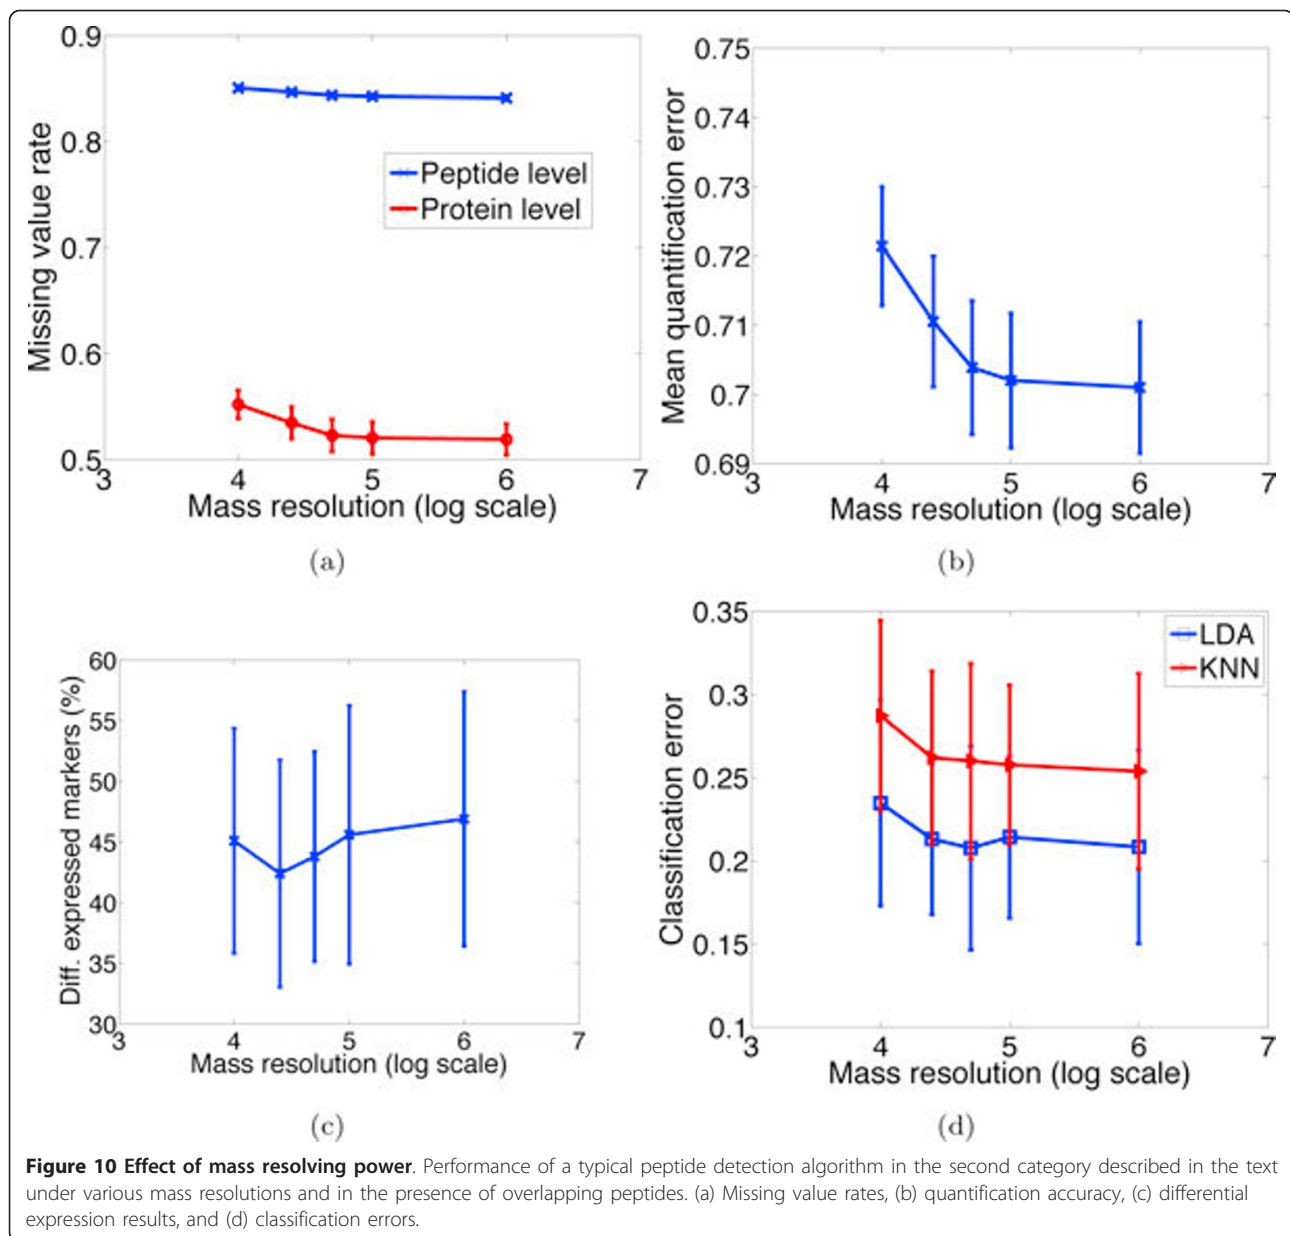 0.9
0.8
0.7
0.6
0.5
3 4 5 6 7
Missing value rate
Mass resolution (log scale)
Peptide level
Protein level
(a)
0.75
0.74
0.73
0.72
0.71
0.7
0.69
3 4 5 6 7
Mean quantification error
Mass resolution (log scale)
(b)
60
55
50
45
40
35
30
3 4 5 6 7
Diff. expressed markers (%)
Mass resolution (log scale)
(c)
0.35
0.3
0.25
0.2
0.15
0.1
3 4 5 6 7
Classification error
Mass resolution (log scale)
LDA
KNN
(d)
Figure 10 Effect of mass resolving power. Performance of a typical peptide detection algorithm in the second category described in the text
under various mass resolutions and in the presence of overlapping peptides. (a) Missing value rates, (b) quantification accuracy, (c) differential
expression results, and (d) classification errors.